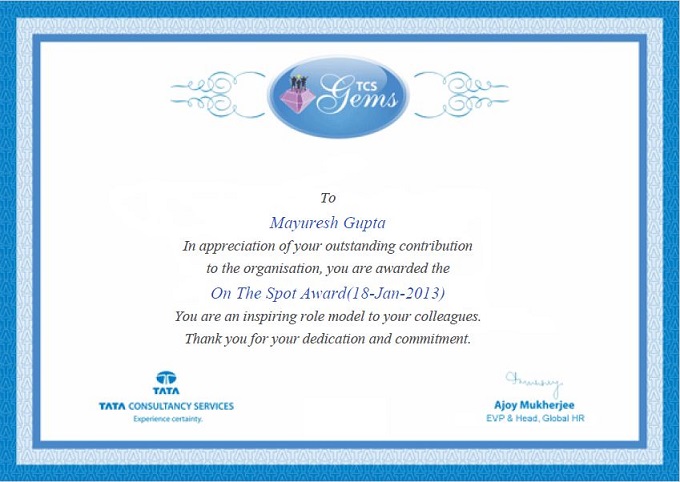 TCS
Gems
To
Mayuresh Gupta
In appreciation of your outstanding contribution
to the organisation, you are awarded the
On The Spot Award(18-Jan-2013)
You are an inspiring role model to your colleagues.
Thank you for your dedication and commitment.
TATA
TATA CONSULTANCY SERVICES
Experience certainty.
Ajoy Mukherjee
EVP & Head, Global HR